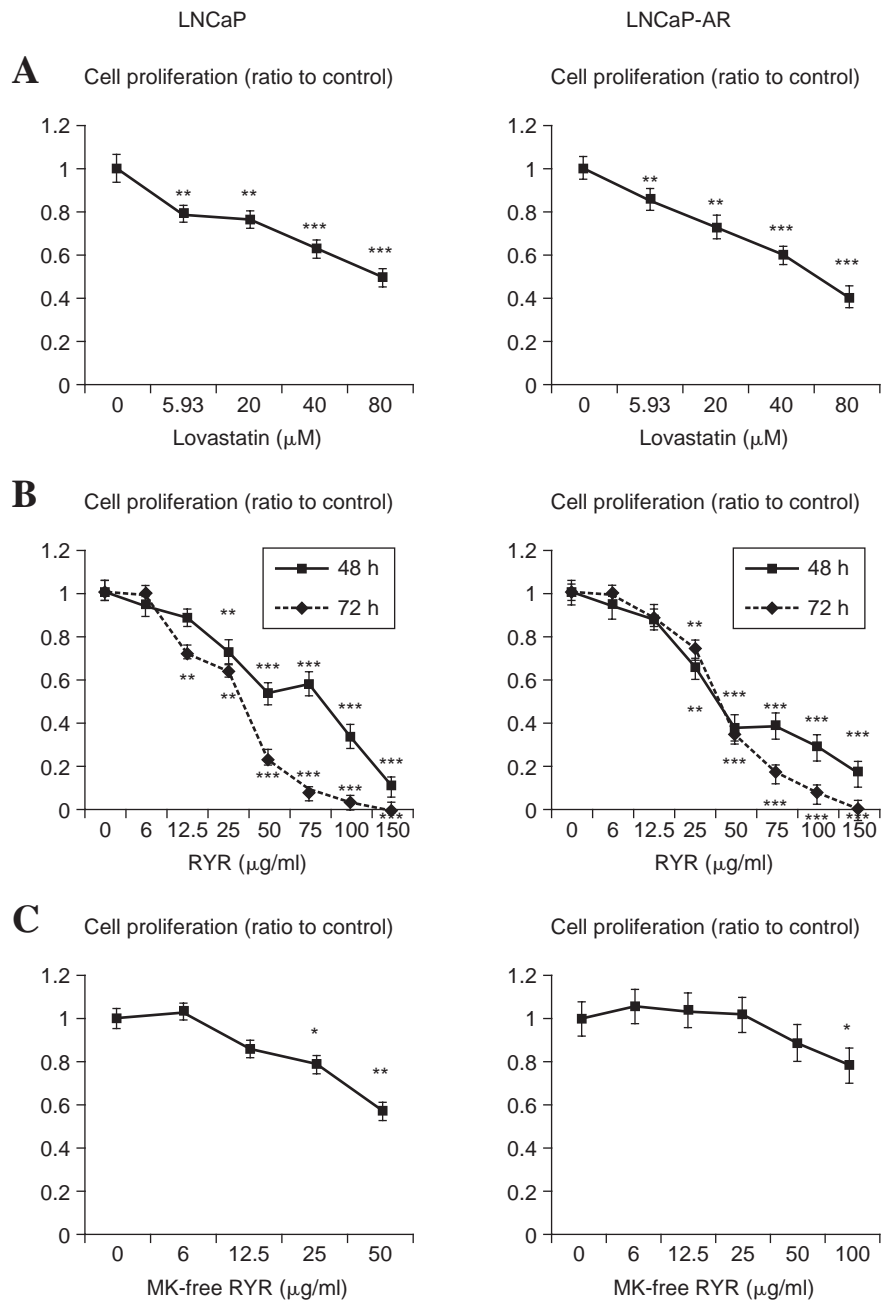 LNCaP
LNCaP-AR
A
Cell proliferation (ratio to control)
1.2
1
0.8
0.6
0.4
0.2
0
**
**
***
***
0 5.93 20 40 80
Lovastatin (μM)
Cell proliferation (ratio to control)
1.2
1
0.8
0.6
0.4
0.2
0
**
**
***
***
0 5.93 20 40 80
Lovastatin (μM)
B
Cell proliferation (ratio to control)
1.2
1
0.8
0.6
0.4
0.2
0
48 h
72 h
**
***
***
***
***
**
**
***
***
***
***
0 6 12.5 25 50 75 100 150
RYR (μg/ml)
Cell proliferation (ratio to control)
1.2
1
0.8
0.6
0.4
0.2
0
48 h
72 h
**
***
***
***
***
**
***
***
***
***
0 6 12.5 25 50 75 100 150
RYR (μg/ml)
C
Cell proliferation (ratio to control)
1.2
1
0.8
0.6
0.4
0.2
0
*
**
0 6 12.5 25 50
MK-free RYR (μg/ml)
Cell proliferation (ratio to control)
1.2
1
0.8
0.6
0.4
0.2
0
*
0 6 12.5 25 50 100
MK-free RYR (μg/ml)